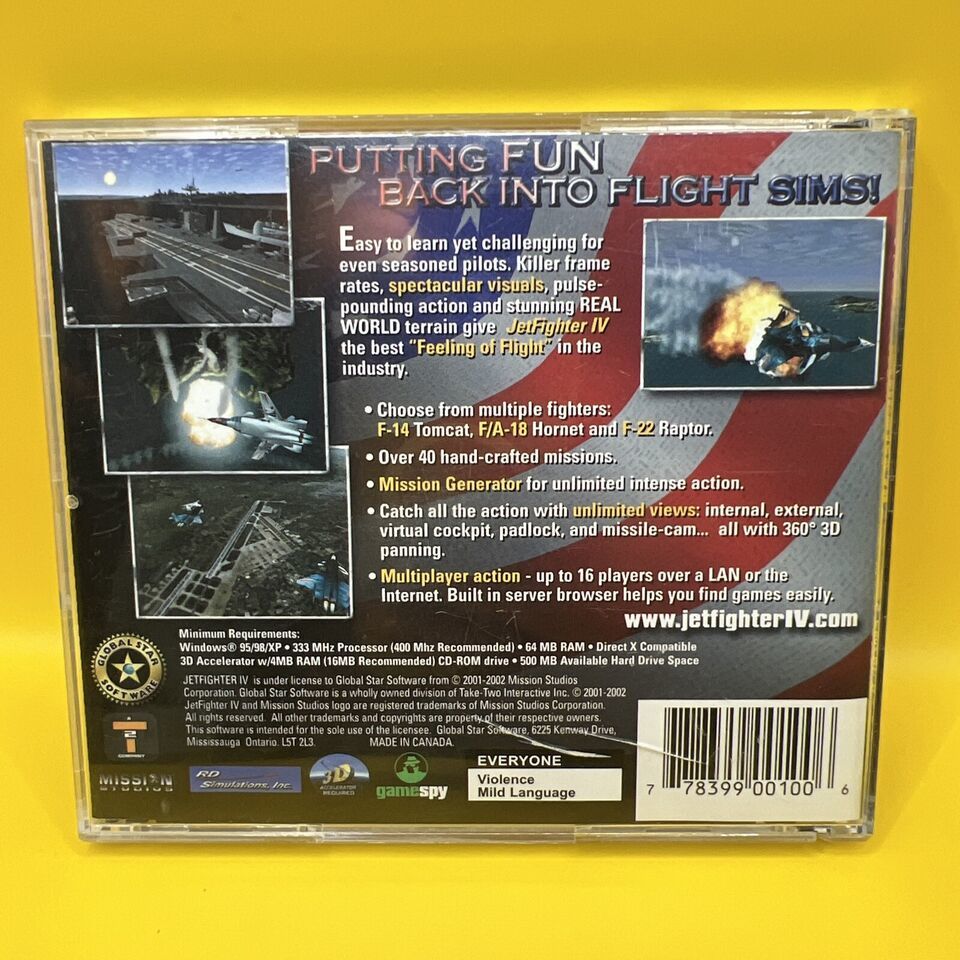 PUTTING FUN
BACK INTO FLIGHT SIMS!
Easy to learn yet challenging for
even seasoned pilots. Killer frame
rates, spectacular visuals, pulse-
pounding action and stunning REAL
WORLD terrain give JetFighter IV
the best "Feeling of Flight" in the
industry.
• Choose from multiple fighters:
F-14 Tomcat, F/A-18 Hornet and F-22 Raptor.
• Over 40 hand-crafted missions.
• Mission Generator for unlimited intense action.
• Catch all the action with unlimited views: internal, external,
virtual cockpit, padlock, and missile-cam... all with 360° 3D
panning.
• Multiplayer action - up to 16 players over a LAN or the
Internet. Built in server browser helps you find games easily.
www.jetfighterIV.com
Minimum Requirements:
Windows® 95/98/XP • 333 MHz Processor (400 Mhz Recommended) • 64 MB RAM • Direct X Compatible
3D Accelerator w/4MB RAM (16MB Recommended) CD-ROM drive • 500 MB Available Hard Drive Space
JETFIGHTER IV is under license to Global Star Software from © 2001-2002 Mission Studios
Corporation. Global Star Software is a wholly owned division of Take-Two Interactive Inc. © 2001-2002
JetFighter IV and Mission Studios logo are registered trademarks of Mission Studios Corporation.
All rights reserved. All other trademarks and copyrights are property of their respective owners.
This software is intended for the sole use of the licensee. Global Star Software, 6225 Kenway Drive,
Mississauga Ontario. L5T 2L3. MADE IN CANADA.
GLOBAL STAR
SOFTWARE
A
T
COMPANY
MISSION
STUDIOS
RD
Simulations, Inc.
3D
ACCELERATOR
REQUIRED
gamespy
EVERYONE
Violence
Mild Language
7 78399 00100 6